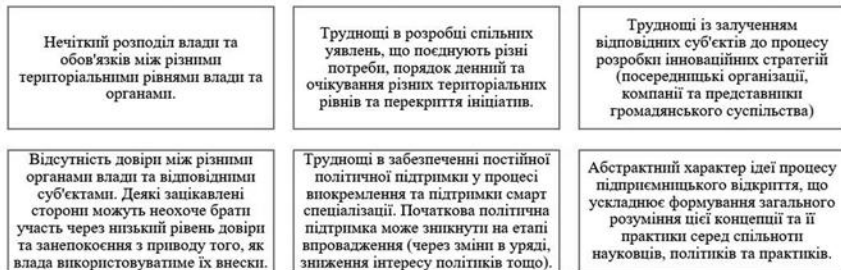 Нечіткий розподіл влади та
обов'язків між різними
територіальними рівнями влади та
органами.
Труднощі в розробці спільних
уявлень, що поєднують різні
потреби, порядок денний та
очікування різних територіальних
рівнів та перекриття ініціатив.
Труднощі із залученням
відповідних суб'єктів до процесу
розробки інноваційних стратегій
(посередницькі організації,
компанії та представники
громадянського суспільства)
Відсутність довіри між різними
органами влади та відповідними
суб'єктами. Деякі зацікавлені
сторони можуть неохоче брати
участь через низький рівень довіри
та занепокоєння з приводу того, як
влада використовуватиме їх внески.
Труднощі в забезпеченні постійної
політичної підтримки у процесі
виокремлення та підтримки смарт
спеціалізації. Початкова політична
підтримка може зникнути на етапі
впровадження (через зміни в уряді,
зниження інтересу політиків тощо).
Абстрактний характер ідеї процесу
підприємницького відкриття, що
ускладнює формування загального
розуміння цієї концепції та її
практики серед спільноти
науковців, політиків та практиків.